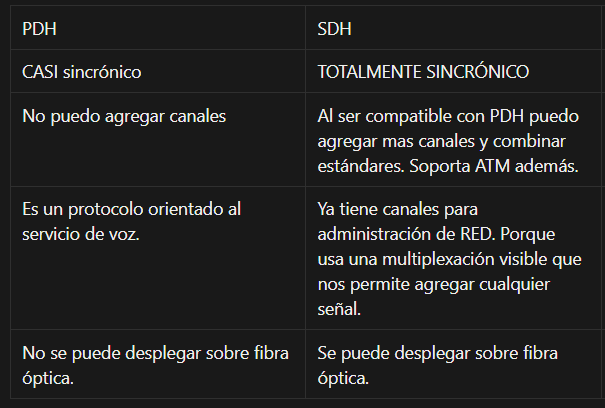 PDH
SDH
CASI sincrónico
TOTALMENTE SINCRÓNICO
No puedo agregar canales
Al ser compatible con PDH puedo
agregar mas canales y combinar
estándares. Soporta ATM además.
Es un protocolo orientado al
servicio de voz.
Ya tiene canales para
administración de RED. Porque
usa una multiplexación visible que
nos permite agregar cualquier
señal.
No se puede desplegar sobre fibra
óptica.
Se puede desplegar sobre fibra
óptica.